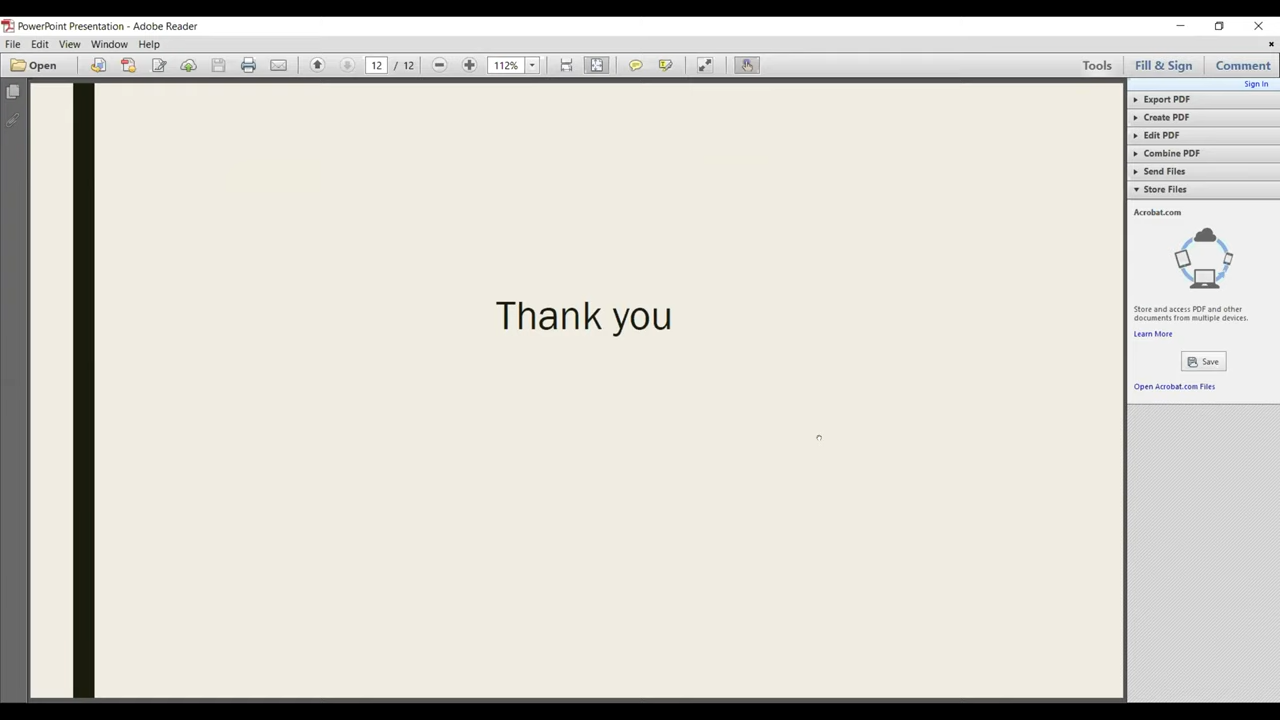 PowerPoint Presentation - Adobe Reader
File Edit View Window Help
Open 12 / 12 112% Tools Fill & Sign Comment
Sign In
Export PDF
Create PDF
Edit PDF
Combine PDF
Send Files
Store Files
Acrobat.com
Store and access PDF and other
documents from multiple devices.
Learn More
Save
Open Acrobat.com Files
Thank you